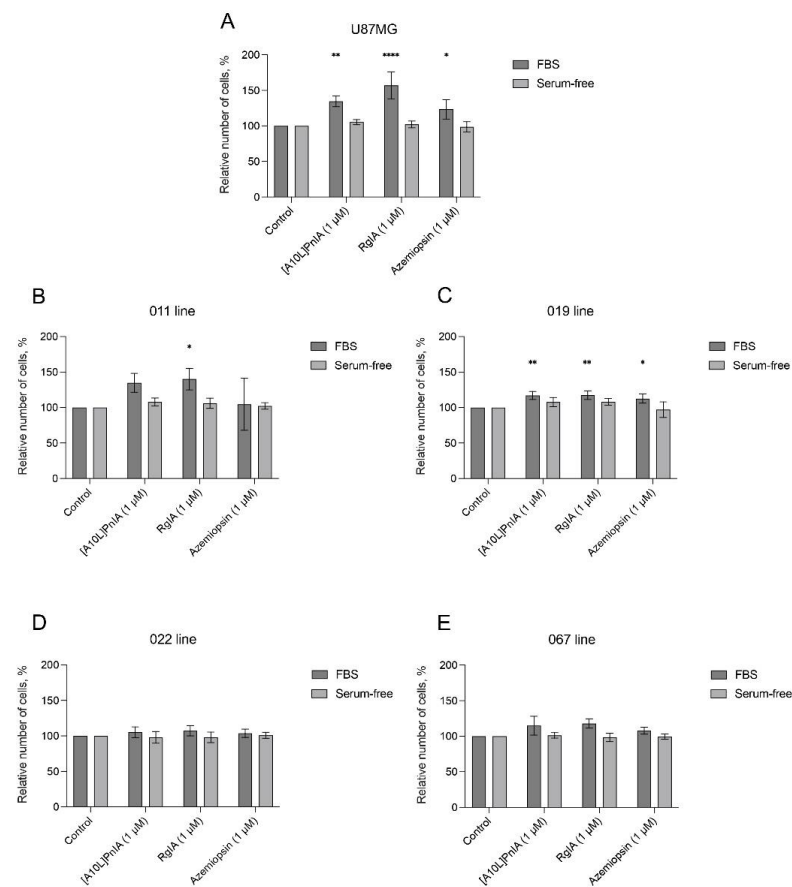 A
U87MG
Relative number of cells, %
200
150
100
50
0
** **** *
FBS
Serum-free
Control
[A10L]PnIA (1 µM)
RgIA (1 µM)
Azemiopsin (1 µM)
B
011 line
Relative number of cells, %
200
150
100
50
0
*
FBS
Serum-free
Control
[A10L]PnIA (1 µM)
RgIA (1 µM)
Azemiopsin (1 µM)
C
019 line
Relative number of cells, %
200
150
100
50
0
** ** *
FBS
Serum-free
Control
[A10L]PnIA (1 µM)
RgIA (1 µM)
Azemiopsin (1 µM)
D
022 line
Relative number of cells, %
200
150
100
50
0
FBS
Serum-free
Control
[A10L]PnIA (1 µM)
RgIA (1 µM)
Azemiopsin (1 µM)
E
067 line
Relative number of cells, %
200
150
100
50
0
FBS
Serum-free
Control
[A10L]PnIA (1 µM)
RgIA (1 µM)
Azemiopsin (1 µM)